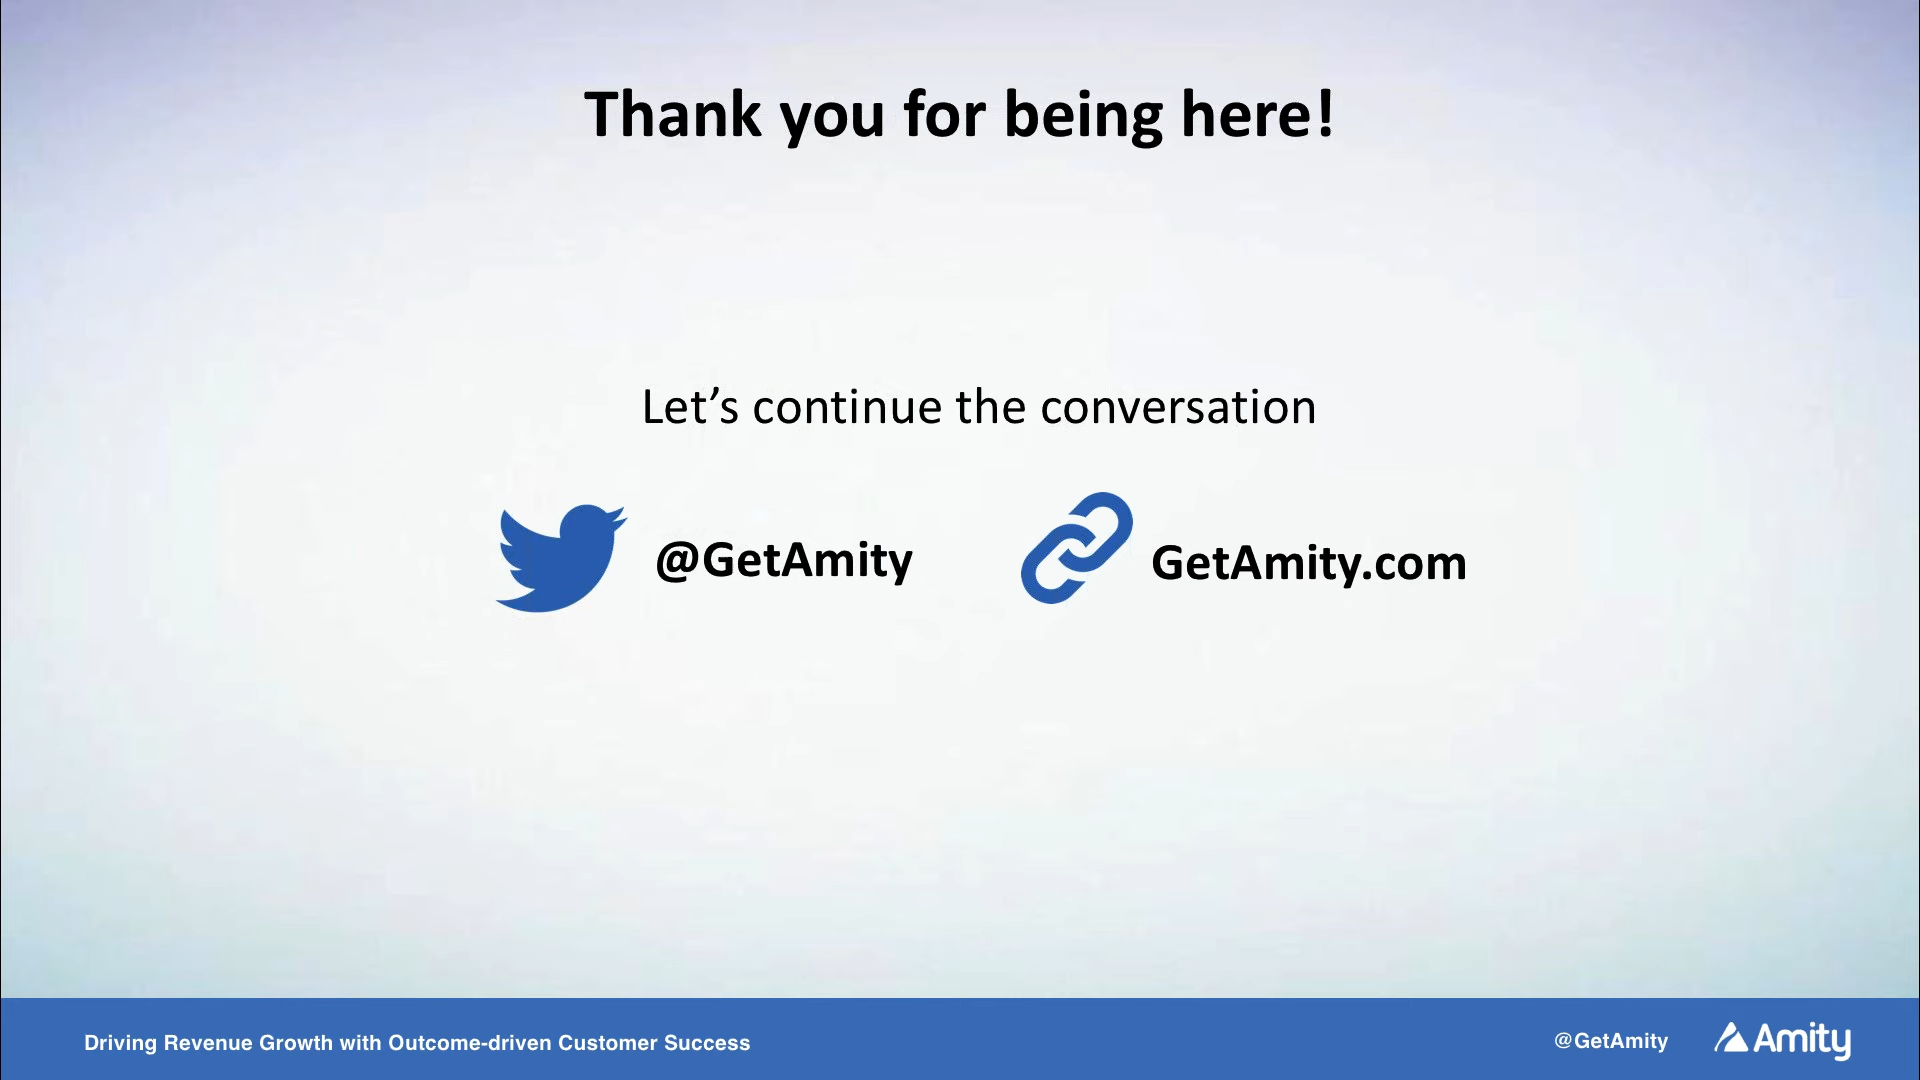 Thank you for being here!
Let’s continue the conversation
@GetAmity
GetAmity.com
Driving Revenue Growth with Outcome-driven Customer Success
@GetAmity
Amity